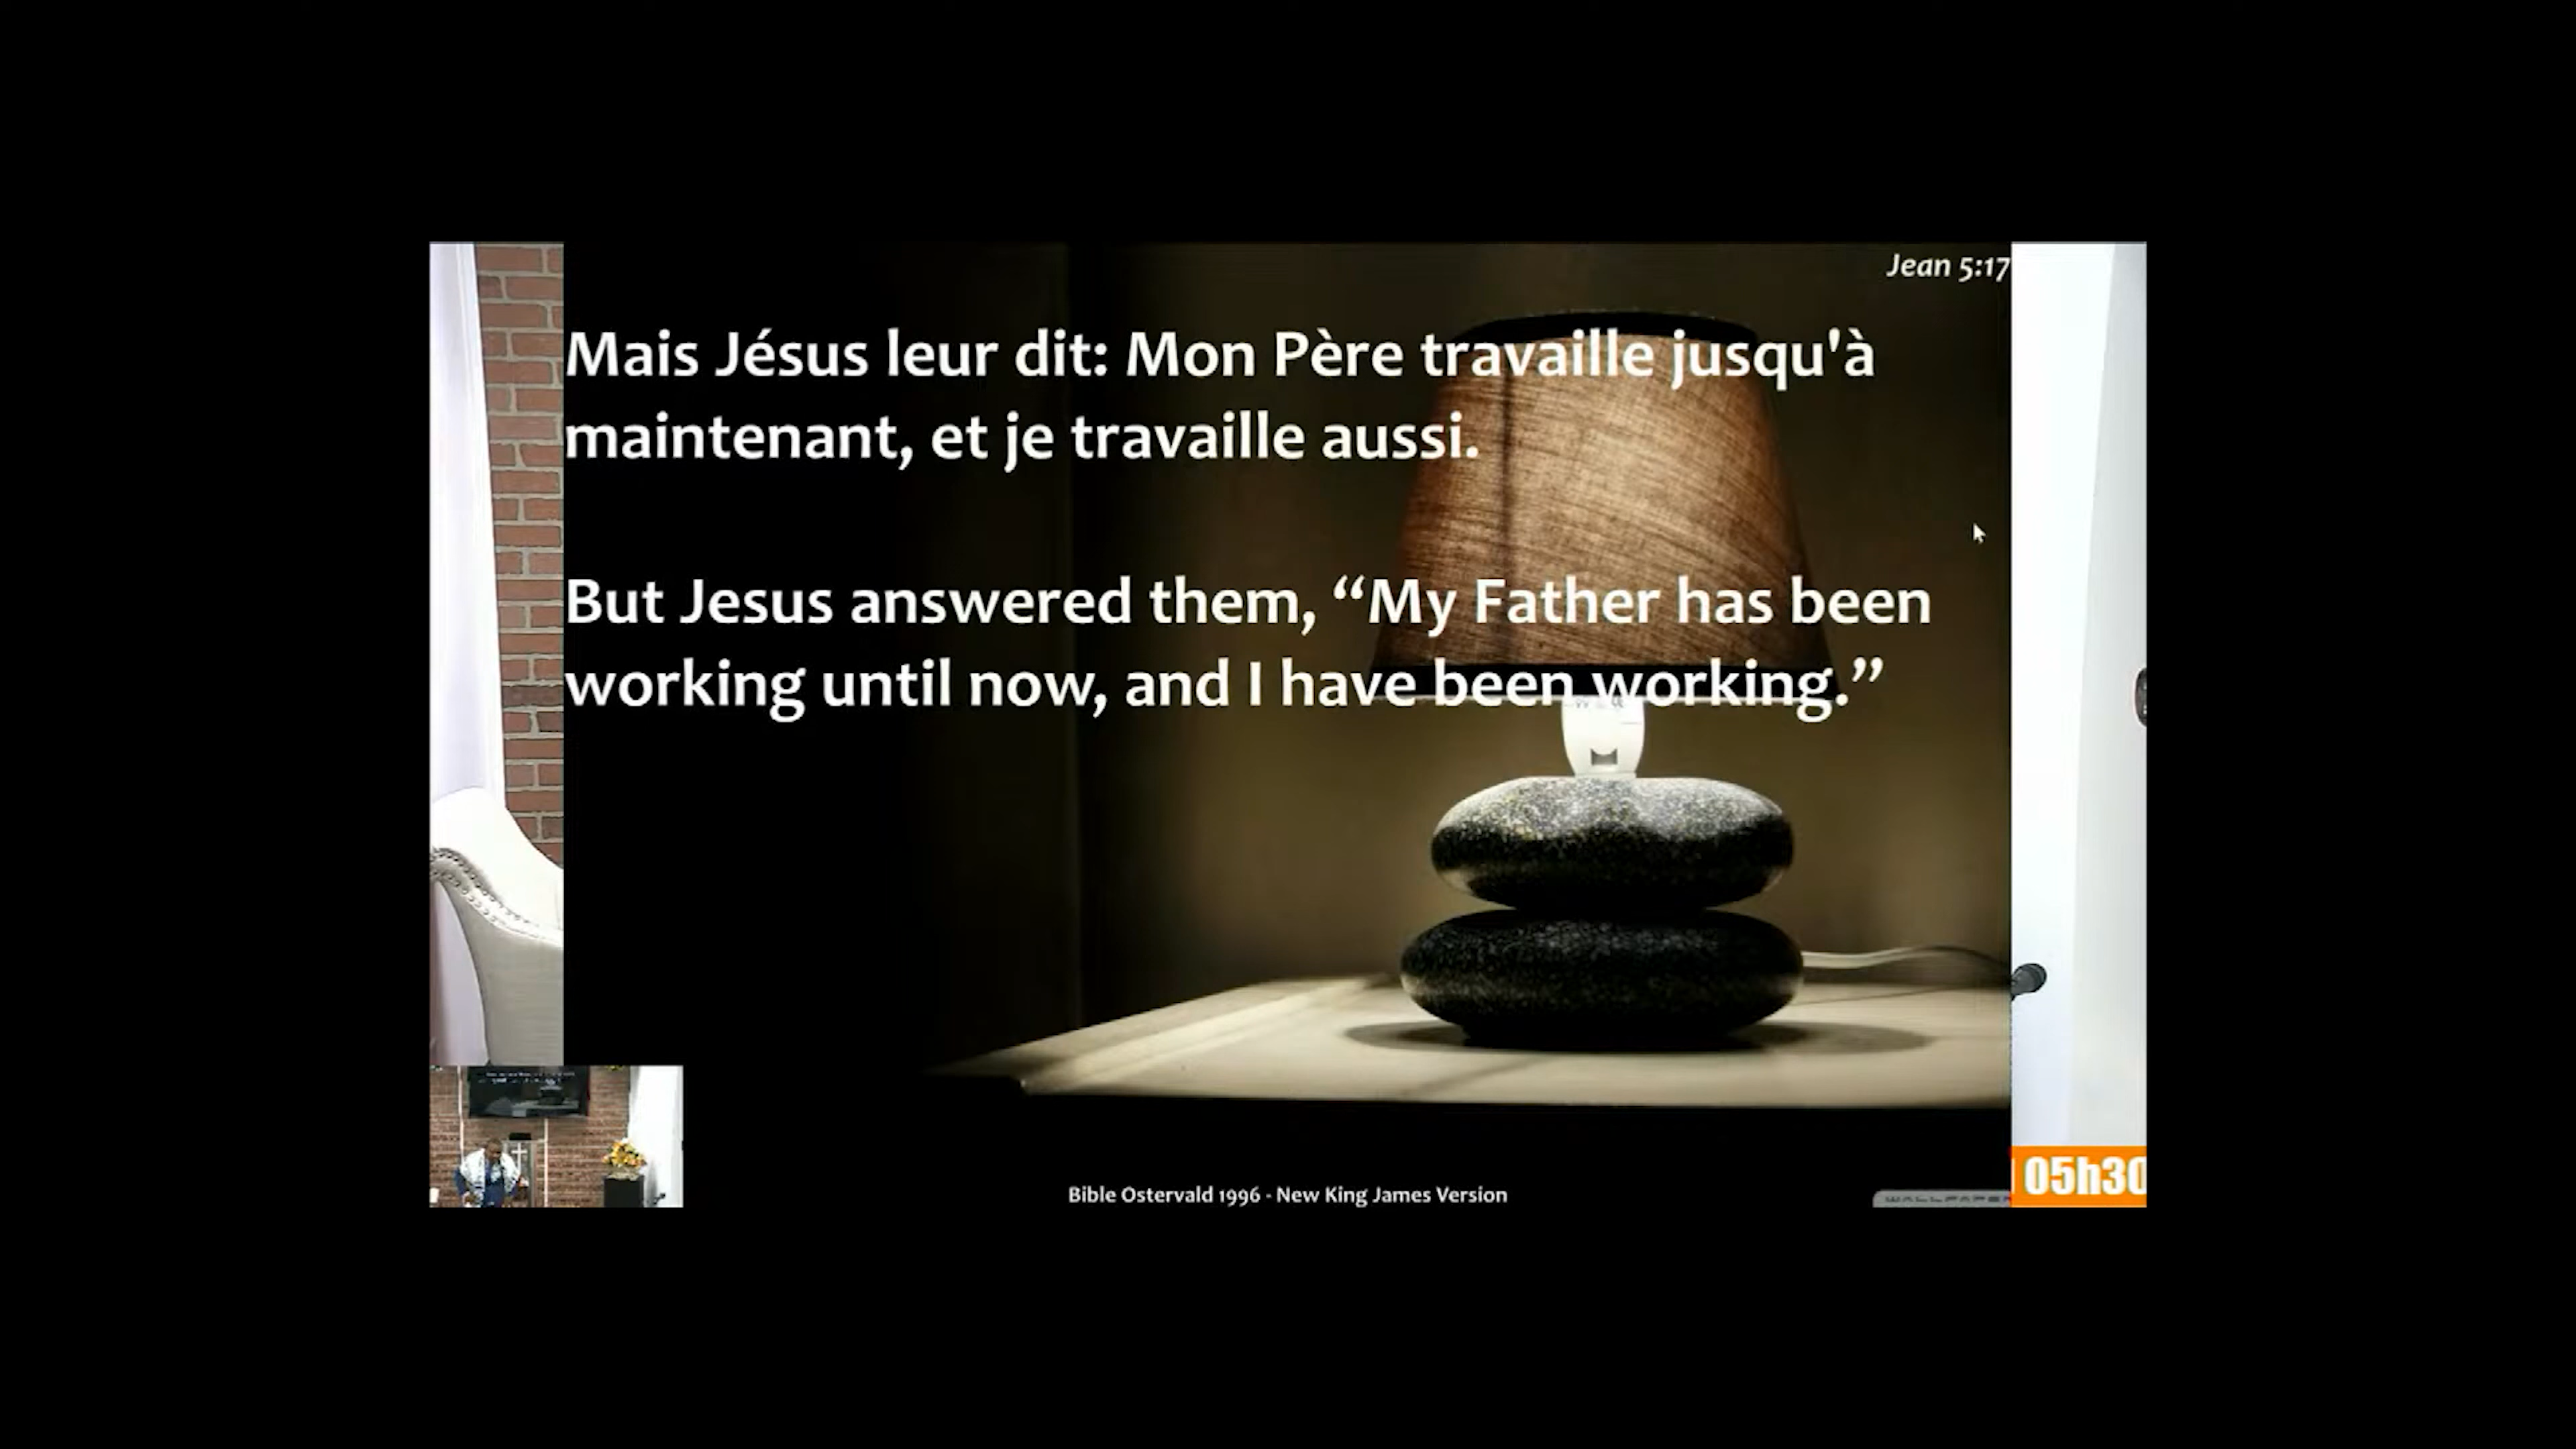 Jean 5:17
Mais Jésus leur dit: Mon Père travaille jusqu'à
maintenant, et je travaille aussi.
But Jesus answered them, “My Father has been
working until now, and I have been working.”
Bible Ostervald 1996 - New King James Version
05h30